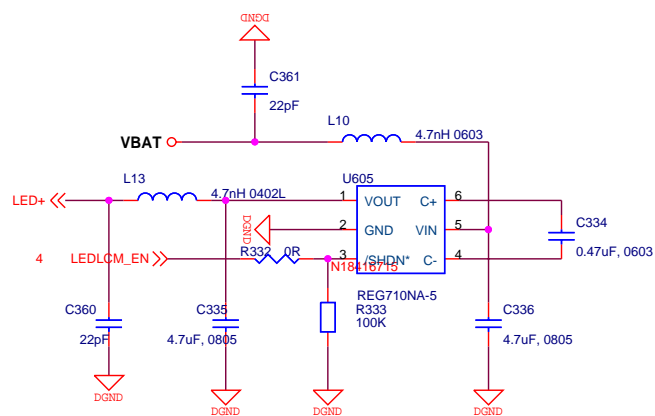 DGND
C361
22pF
L10
VBAT
4.7nH 0603
L13
U605
LED+
4.7nH 0402L
1
VOUT
C+
6
DGND
2
GND
VIN
5
C334
0.47uF, 0603
4
LEDLCM_EN
R332
0R
3
/SHDN*
C-
4
N18416715
REG710NA-5
C360
22pF
C335
4.7uF, 0805
R333
100K
C336
4.7uF, 0805
DGND
DGND
DGND
DGND